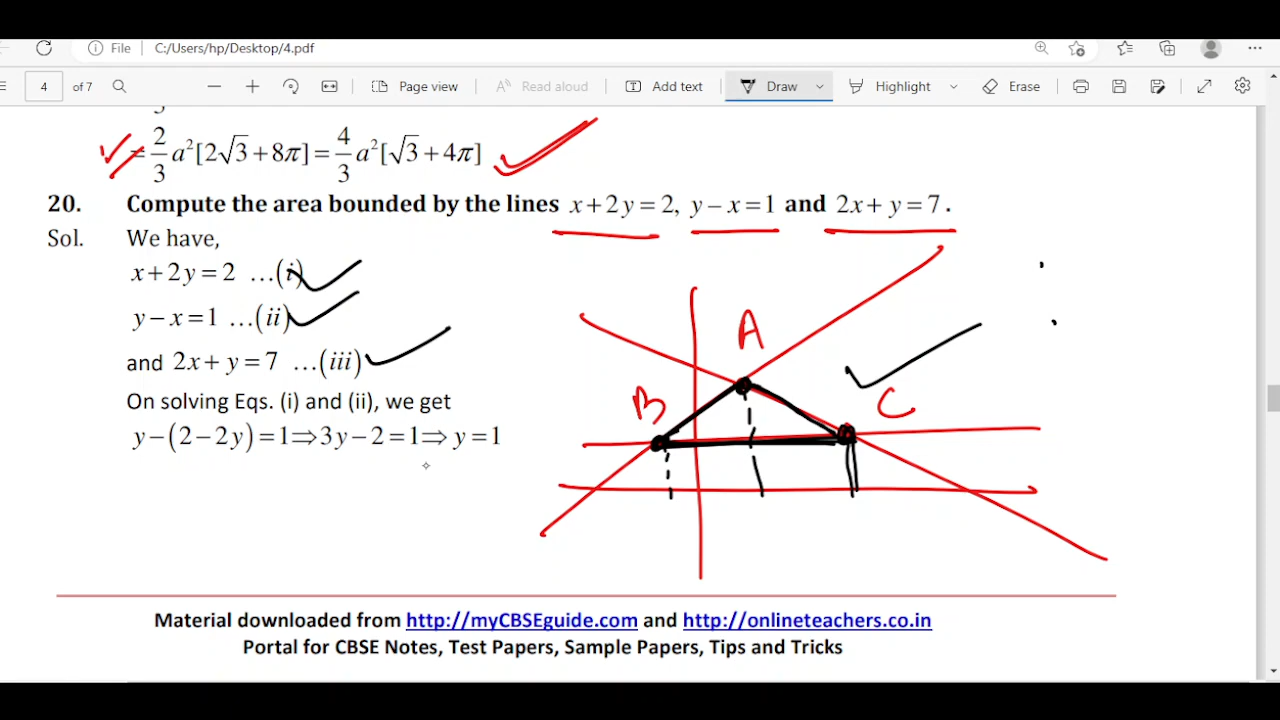 File | C:/Users/hp/Desktop/4.pdf
4 of 7 Page view Read aloud Add text Draw Highlight Erase
= 2/3 a²[2√3+8π] = 4/3 a²[√3+4π]
20. Compute the area bounded by the lines x+2y=2, y−x=1 and 2x+y=7.
Sol. We have,
x+2y=2 ...(i)
y−x=1 ...(ii)
and 2x+y=7 ...(iii)
On solving Eqs. (i) and (ii), we get
y−(2−2y)=1⇒3y−2=1⇒y=1
A
B
C
Material downloaded from http://myCBSEguide.com and http://onlineteachers.co.in
Portal for CBSE Notes, Test Papers, Sample Papers, Tips and Tricks